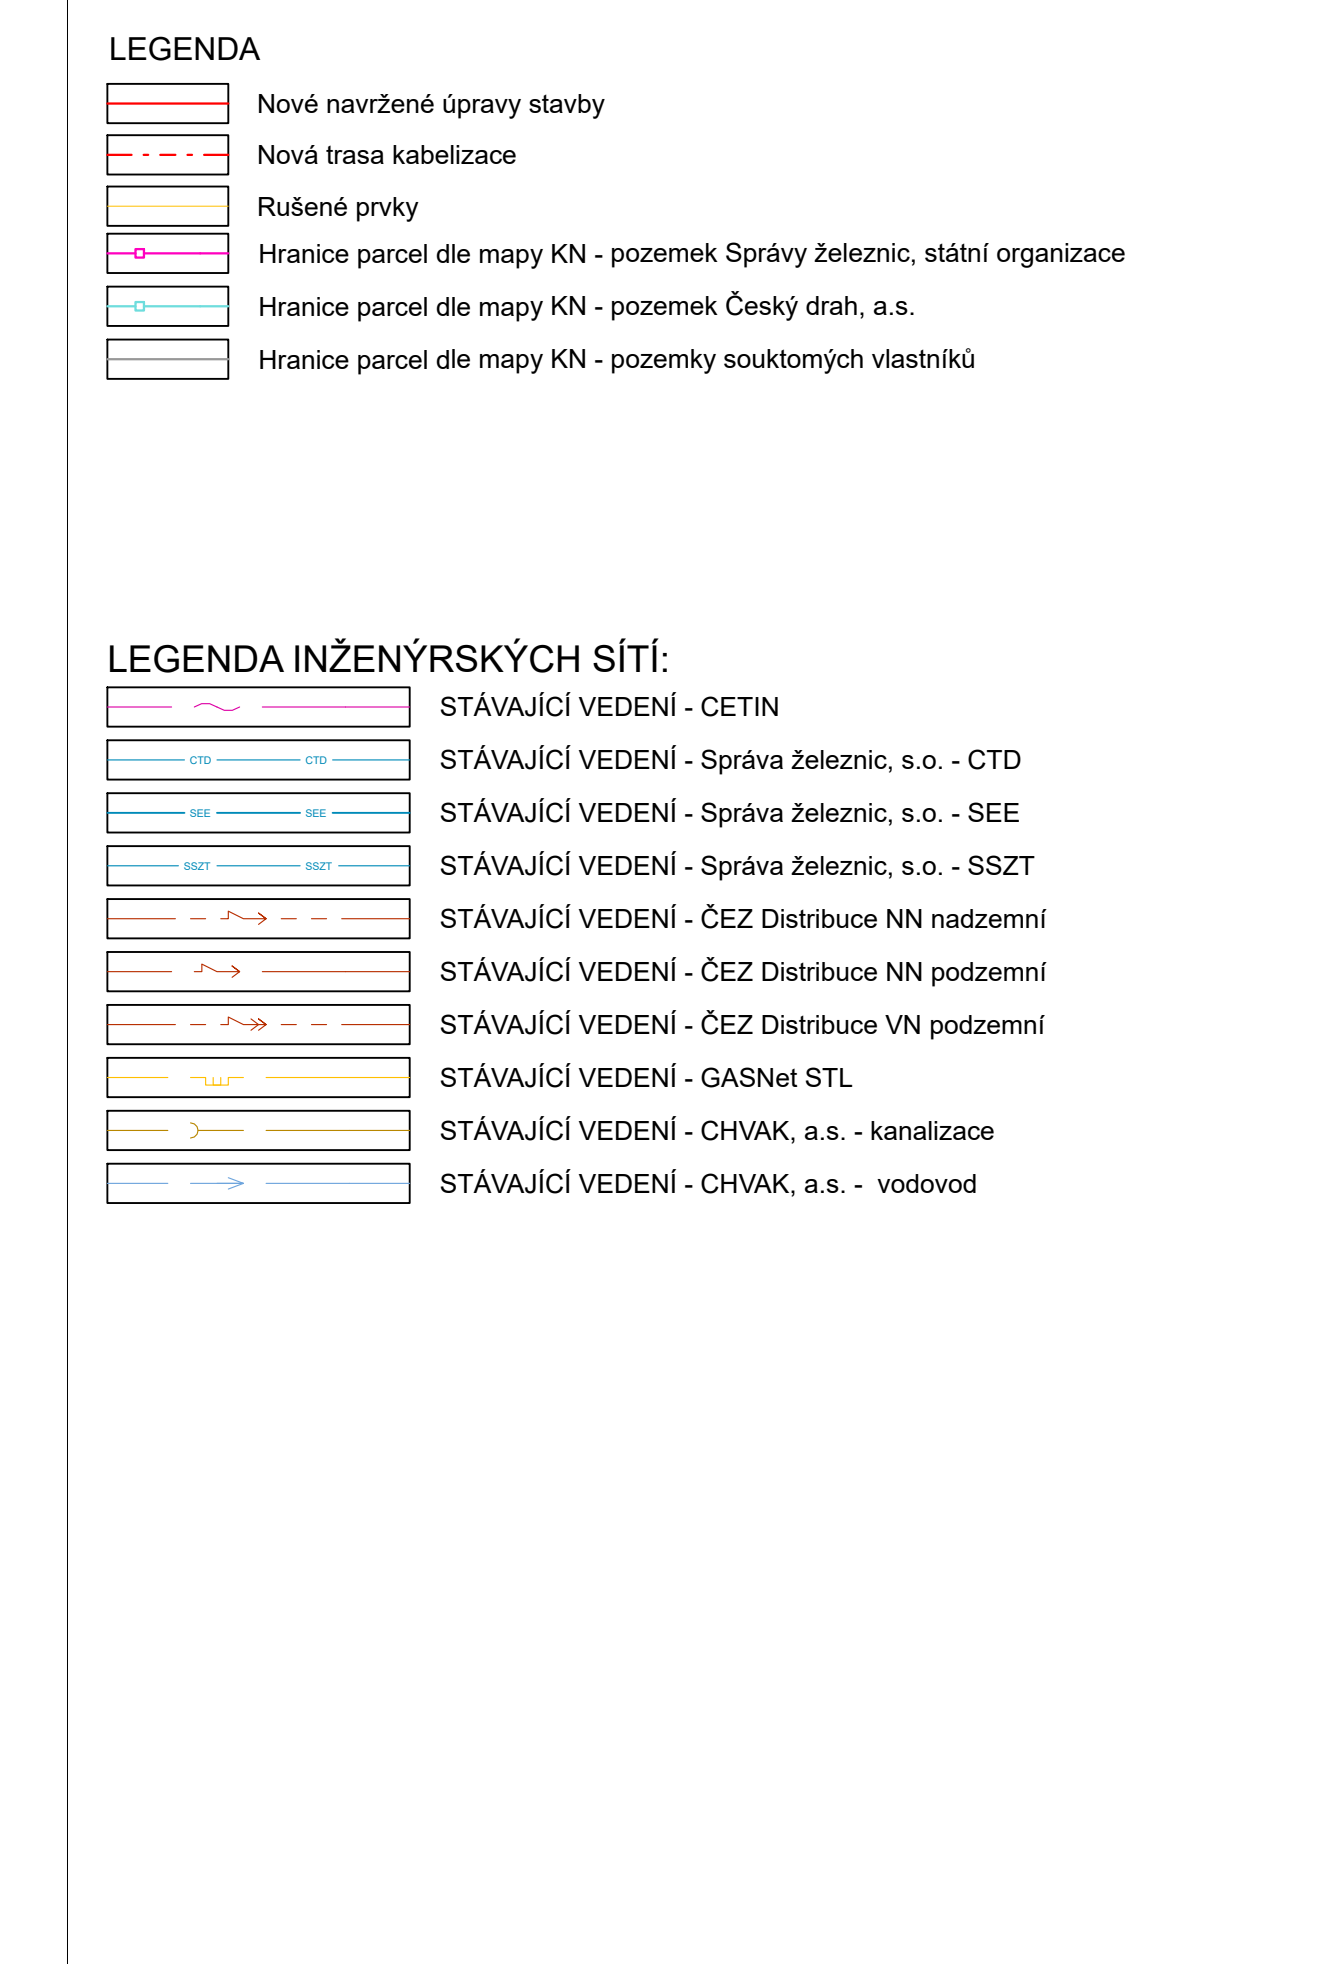 LEGENDA
Nové navržené úpravy stavby
Nová trasa kabelizace
Rušené prvky
Hranice parcel dle mapy KN - pozemek Správy železnic, státní organizace
Hranice parcel dle mapy KN - pozemek Český drah, a.s.
Hranice parcel dle mapy KN - pozemky souktomých vlastníků
LEGENDA INŽENÝRSKÝCH SÍTÍ:
STÁVAJÍCÍ VEDENÍ - CETIN
CTD CTD STÁVAJÍCÍ VEDENÍ - Správa železnic, s.o. - CTD
SEE SEE STÁVAJÍCÍ VEDENÍ - Správa železnic, s.o. - SEE
SSZT SSZT STÁVAJÍCÍ VEDENÍ - Správa železnic, s.o. - SSZT
STÁVAJÍCÍ VEDENÍ - ČEZ Distribuce NN nadzemní
STÁVAJÍCÍ VEDENÍ - ČEZ Distribuce NN podzemní
STÁVAJÍCÍ VEDENÍ - ČEZ Distribuce VN podzemní
STÁVAJÍCÍ VEDENÍ - GASNet STL
STÁVAJÍCÍ VEDENÍ - CHVAK, a.s. - kanalizace
STÁVAJÍCÍ VEDENÍ - CHVAK, a.s. - vodovod